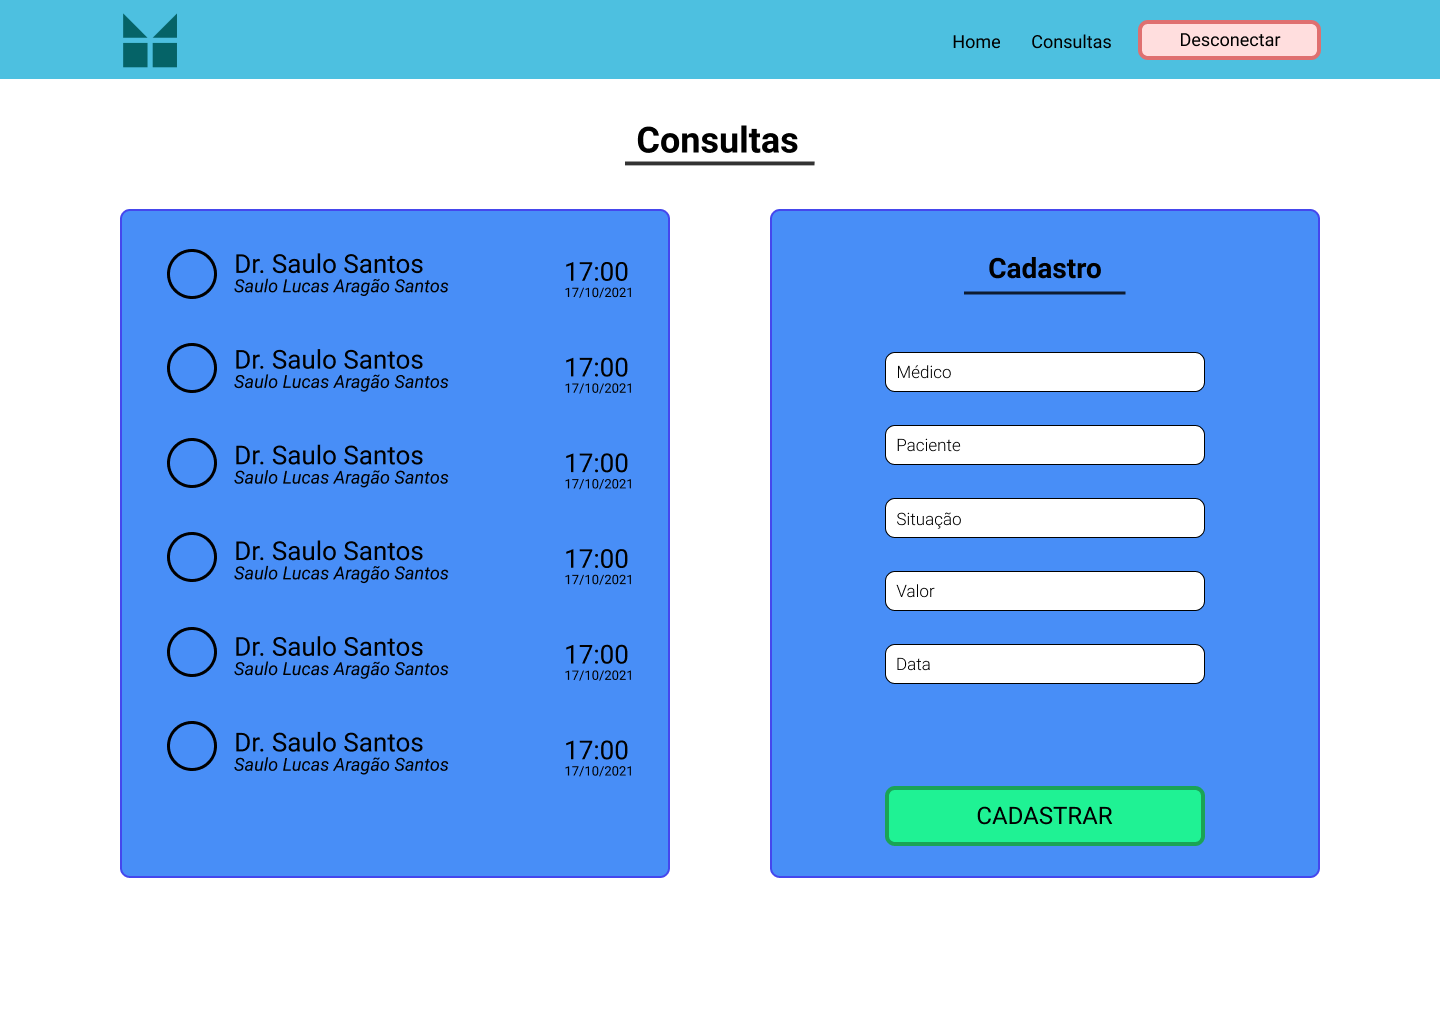 Home
Consultas
Desconectar
Consultas
Dr. Saulo Santos
Saulo Lucas Aragão Santos
17:00
17/10/2021
Dr. Saulo Santos
Saulo Lucas Aragão Santos
17:00
17/10/2021
Dr. Saulo Santos
Saulo Lucas Aragão Santos
17:00
17/10/2021
Dr. Saulo Santos
Saulo Lucas Aragão Santos
17:00
17/10/2021
Dr. Saulo Santos
Saulo Lucas Aragão Santos
17:00
17/10/2021
Dr. Saulo Santos
Saulo Lucas Aragão Santos
17:00
17/10/2021
Cadastro
Médico
Paciente
Situação
Valor
Data
CADASTRAR